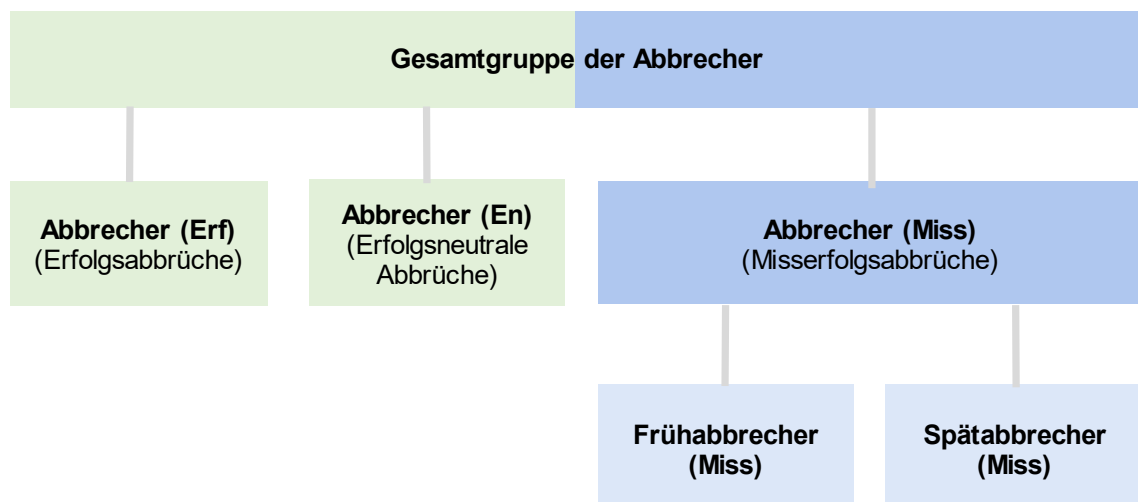 Gesamtgruppe der Abbrecher
Abbrecher (Erf)
(Erfolgsabbrüche)
Abbrecher (En)
(Erfolgsneutrale
Abbrüche)
Abbrecher (Miss)
(Misserfolgsabbrüche)
Frühabbrecher
(Miss)
Spätabbrecher
(Miss)